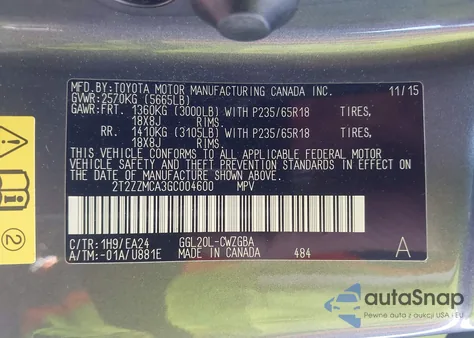 MFD.BY: TOYOTA MOTOR MANUFACTURING CANADA INC. 11/15
GVWR: 2570KG (5665LB)
GAWR: FRT. 1360KG (3000LB) WITH P235/65R18 TIRES,
18X8J RIMS.
RR. 1410KG (3105LB) WITH P235/65R18 TIRES,
18X8J RIMS.
THIS VEHICLE CONFORMS TO ALL APPLICABLE FEDERAL MOTOR
VEHICLE SAFETY AND THEFT PREVENTION STANDARDS IN EFFECT ON
THE DATE OF MANUFACTURE SHOWN ABOVE.
2T2ZZMCA3GC004600 MPV
C/TR: 1H9/EA24 GGL20L-CWZGBA
A/TM: -01A/U881E MADE IN CANADA 484 A
2
autoSnap
Dane pojazdów z aukcji USA i EU